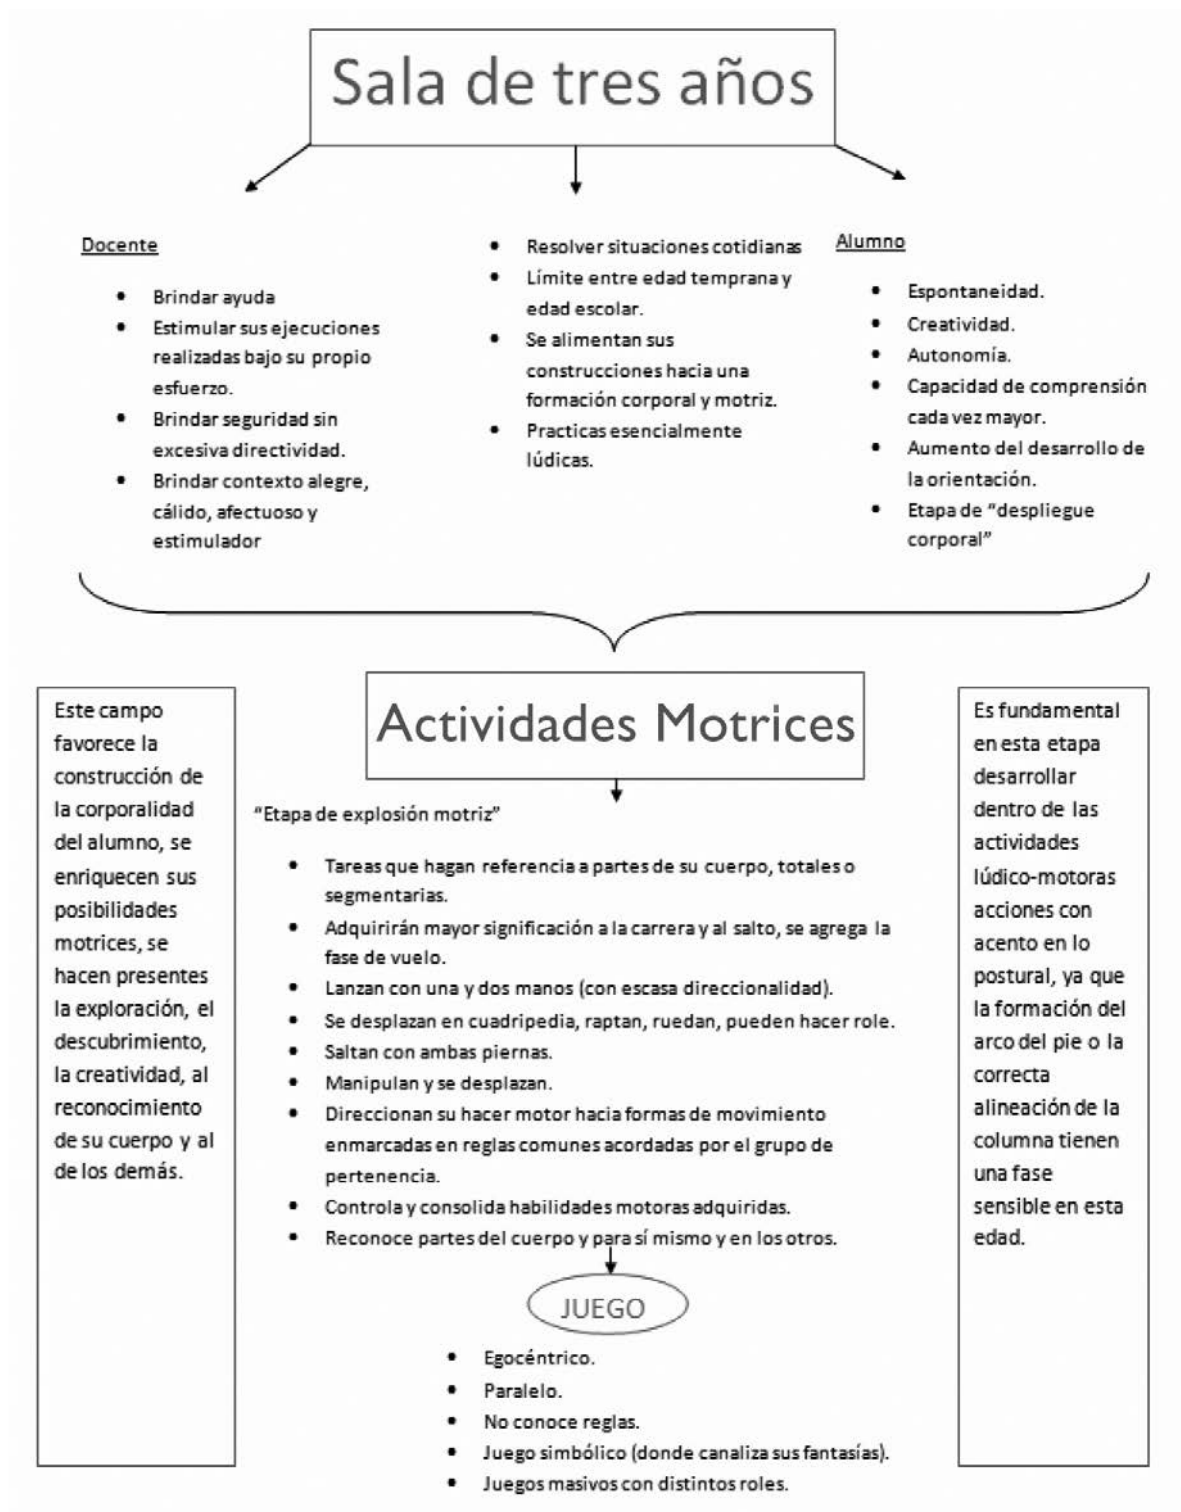 Sala de tres años
Docente
• Brindar ayuda
• Estimular sus ejecuciones
realizadas bajo su propio
esfuerzo.
• Brindar seguridad sin
excesiva directividad.
• Brindar contexto alegre,
cálido, afectuoso y
estimulador
• Resolver situaciones cotidianas
• Límite entre edad temprana y
edad escolar.
• Se alimentan sus
construcciones hacia una
formación corporal y motriz.
• Practicas esencialmente
lúdicas.
Alumno
• Espontaneidad.
• Creatividad.
• Autonomía.
• Capacidad de comprensión
cada vez mayor.
• Aumento del desarrollo de
la orientación.
• Etapa de “despliegue
corporal”
Este campo
favorece la
construcción de
la corporalidad
del alumno, se
enriquecen sus
posibilidades
motrices, se
hacen presentes
la exploración, el
descubrimiento,
la creatividad, al
reconocimiento
de su cuerpo y al
de los demás.
Actividades Motrices
“Etapa de explosión motriz”
• Tareas que hagan referencia a partes de su cuerpo, totales o
segmentarias.
• Adquirirán mayor significación a la carrera y al salto, se agrega la
fase de vuelo.
• Lanzan con una y dos manos (con escasa direccionalidad).
• Se desplazan en cuadripedia, raptan, ruedan, pueden hacer role.
• Saltan con ambas piernas.
• Manipulan y se desplazan.
• Direccionan su hacer motor hacia formas de movimiento
enmarcadas en reglas comunes acordadas por el grupo de
pertenencia.
• Controla y consolida habilidades motoras adquiridas.
• Reconoce partes del cuerpo y para sí mismo y en los otros.
JUEGO
• Egocéntrico.
• Paralelo.
• No conoce reglas.
• Juego simbólico (donde canaliza sus fantasías).
• Juegos masivos con distintos roles.
Es fundamental
en esta etapa
desarrollar
dentro de las
actividades
lúdico-motoras
acciones con
acento en lo
postural, ya que
la formación del
arco del pie o la
correcta
alineación de la
columna tienen
una fase
sensible en esta
edad.